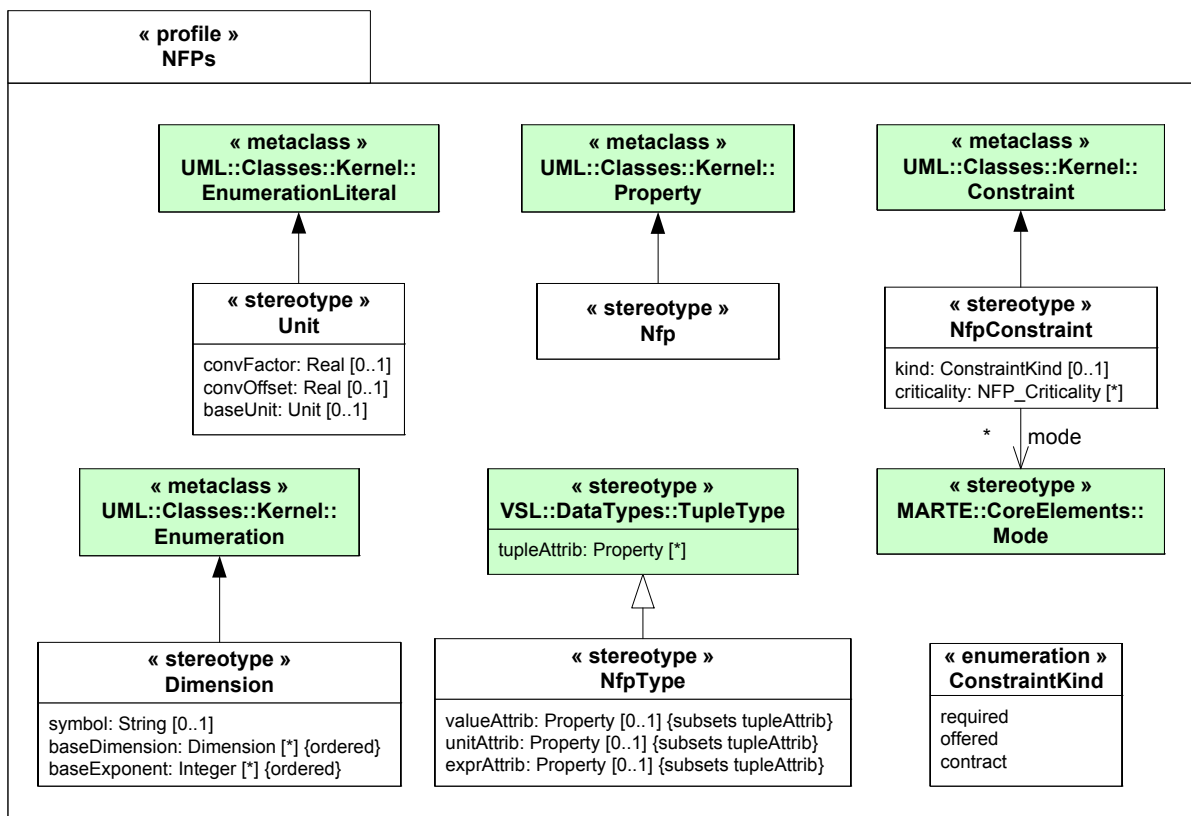 « profile »
NFPs
« metaclass »
UML::Classes::Kernel::
EnumerationLiteral
« metaclass »
UML::Classes::Kernel::
Property
« metaclass »
UML::Classes::Kernel::
Constraint
« stereotype »
Unit
convFactor: Real [0..1]
convOffset: Real [0..1]
baseUnit: Unit [0..1]
« stereotype »
Nfp
« stereotype »
NfpConstraint
kind: ConstraintKind [0..1]
criticality: NFP_Criticality [*]
* mode
« metaclass »
UML::Classes::Kernel::
Enumeration
« stereotype »
VSL::DataTypes::TupleType
tupleAttrib: Property [*]
« stereotype »
MARTE::CoreElements::
Mode
« stereotype »
Dimension
symbol: String [0..1]
baseDimension: Dimension [*] {ordered}
baseExponent: Integer [*] {ordered}
« stereotype »
NfpType
valueAttrib: Property [0..1] {subsets tupleAttrib}
unitAttrib: Property [0..1] {subsets tupleAttrib}
exprAttrib: Property [0..1] {subsets tupleAttrib}
« enumeration »
ConstraintKind
required
offered
contract